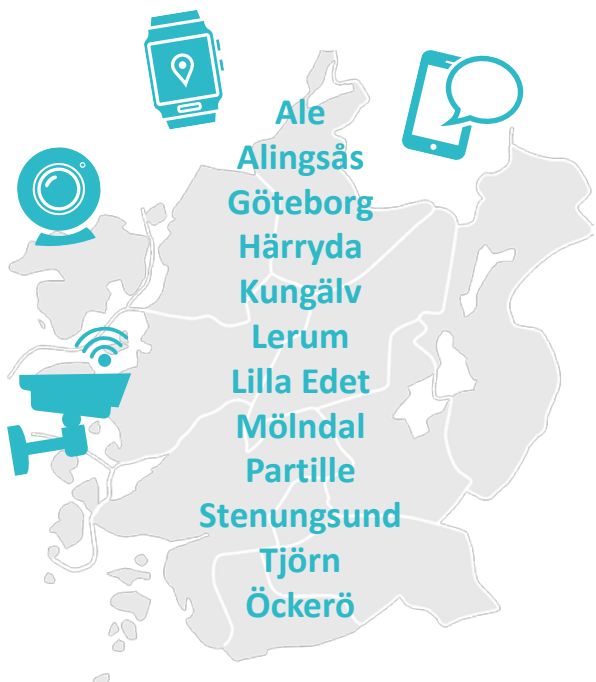 Ale
Alingsås
Göteborg
Härryda
Kungälv
Lerum
Lilla Edet
Mölndal
Partille
Stenungsund
Tjörn
Öckerö